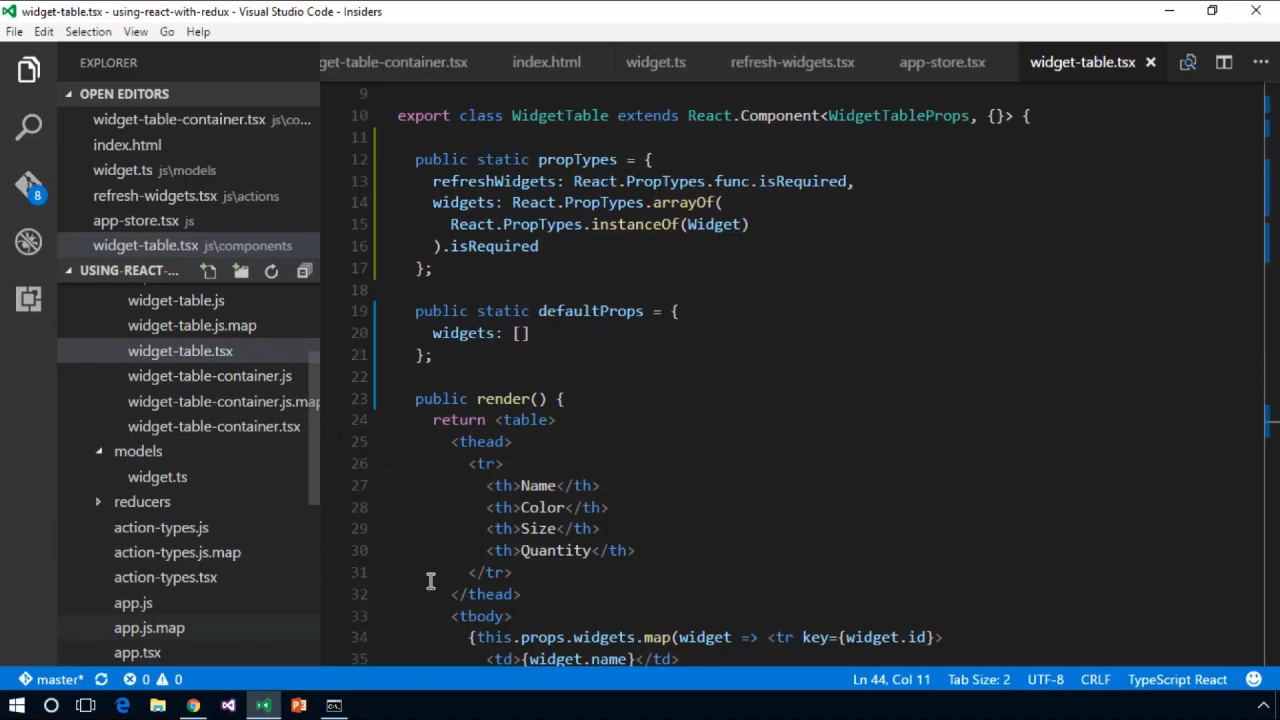 widget-table.tsx - using-react-with-redux - Visual Studio Code - Insiders
File Edit Selection View Go Help
EXPLORER
get-table-container.tsx index.html widget.ts refresh-widgets.tsx app-store.tsx widget-table.tsx
OPEN EDITORS
widget-table-container.tsx js\co...
index.html
widget.ts js\models
refresh-widgets.tsx js\actions
app-store.tsx js
widget-table.tsx js\components
USING-REACT-...
widget-table.js
widget-table.js.map
widget-table.tsx
widget-table-container.js
widget-table-container.js.map
widget-table-container.tsx
models
widget.ts
reducers
action-types.js
action-types.js.map
action-types.tsx
app.js
app.js.map
app.tsx
8
9
10 export class WidgetTable extends React.Component<WidgetTableProps, {}> {
11
12 public static propTypes = {
13 refreshWidgets: React.PropTypes.func.isRequired,
14 widgets: React.PropTypes.arrayOf(
15 React.PropTypes.instanceOf(Widget)
16 ).isRequired
17 };
18
19 public static defaultProps = {
20 widgets: []
21 };
22
23 public render() {
24 return <table>
25 <thead>
26 <tr>
27 <th>Name</th>
28 <th>Color</th>
29 <th>Size</th>
30 <th>Quantity</th>
31 </tr>
32 </thead>
33 <tbody>
34 {this.props.widgets.map(widget => <tr key={widget.id}>
35 <td>{widget.name}</td>
master* 0 0 Ln 44, Col 11 Tab Size: 2 UTF-8 CRLF TypeScript React